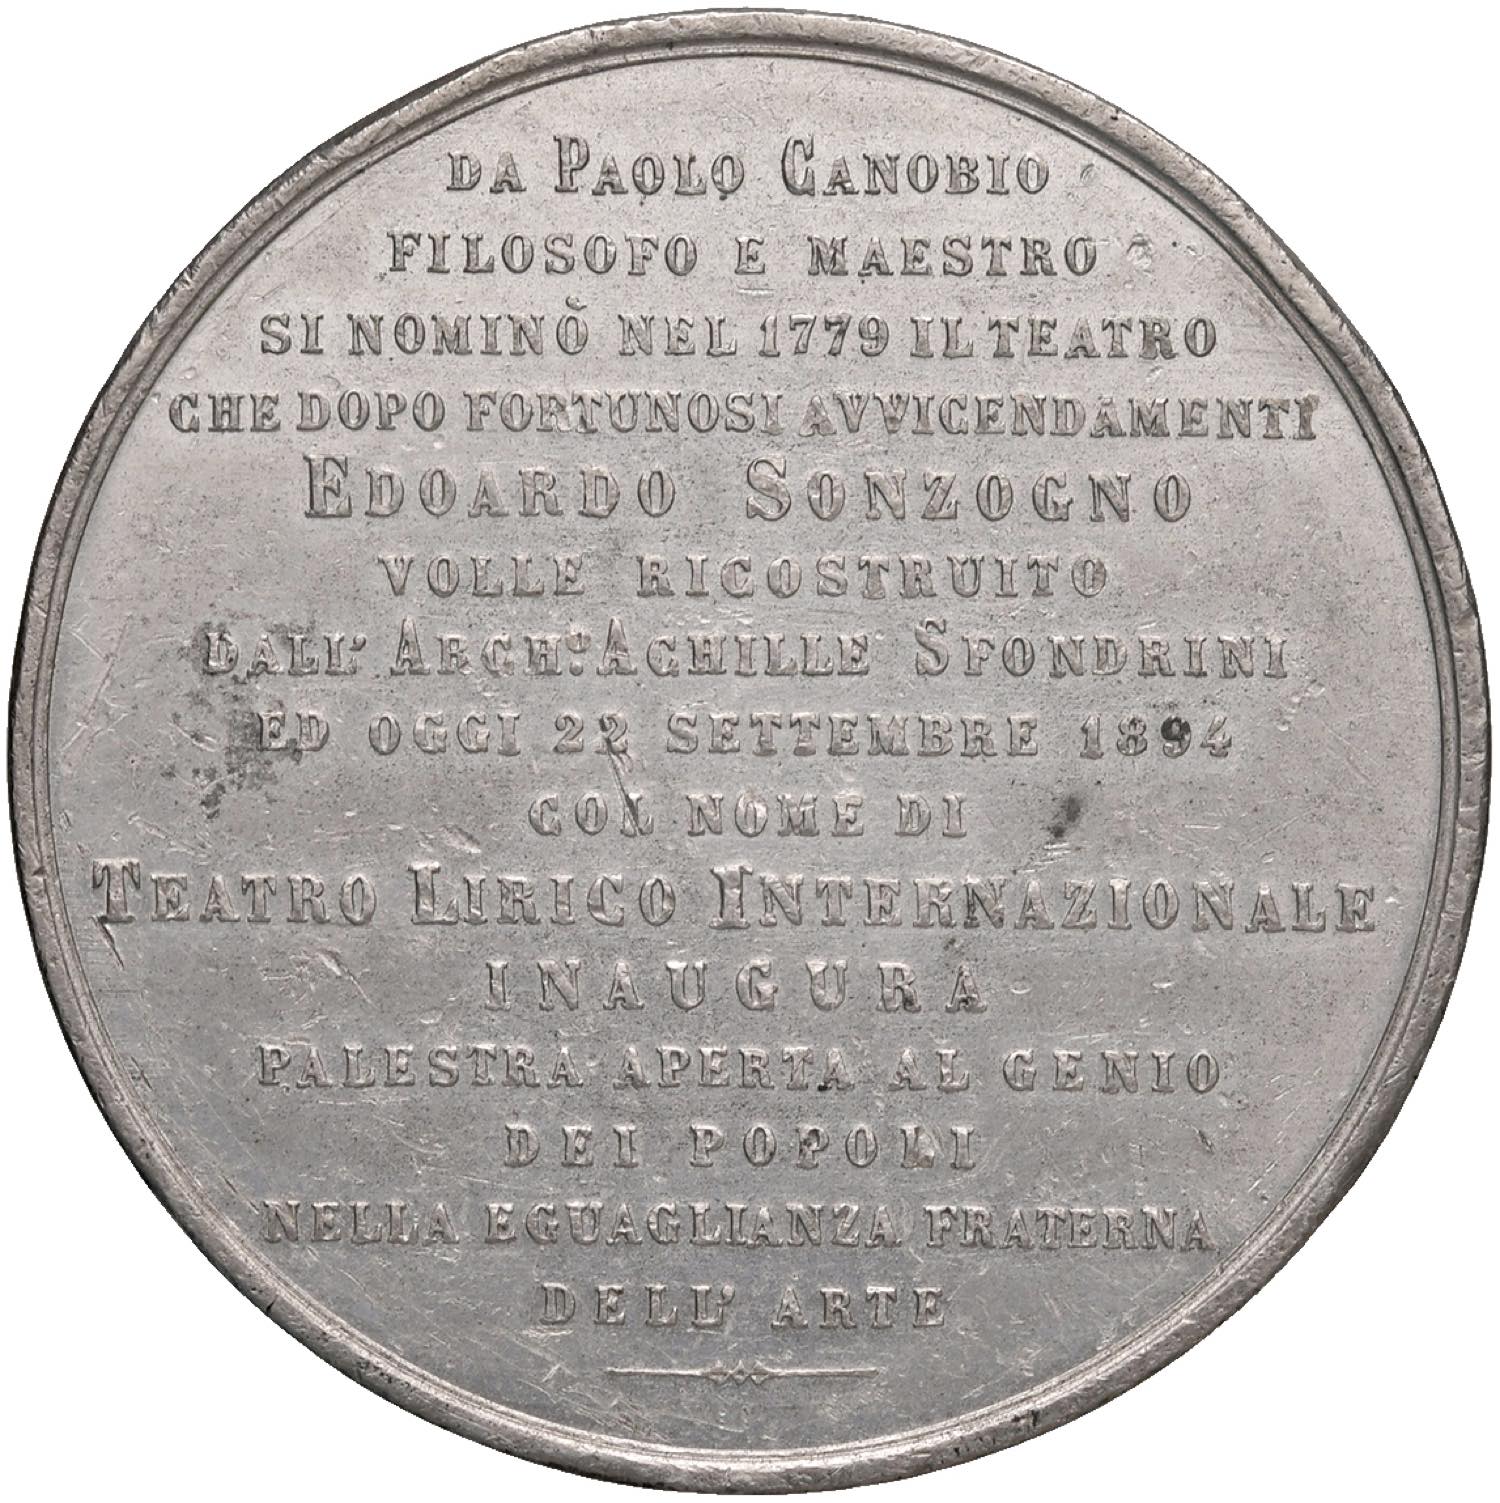 DA PAOLO CANOBIO
FILOSOFO E MAESTRO
SI NOMINÒ NEL 1779 IL TEATRO
CHE DOPO FORTUNOSI AVVICENDAMENTI
EDOARDO SONZOGNO
VOLLE RICOSTRUITO
DALL' ARCHº. ACHILLE SFONDRINI
ED OGGI 22 SETTEMBRE 1894
COL NOME DI
TEATRO LIRICO INTERNAZIONALE
INAUGURA
PALESTRA APERTA AL GENIO
DEI POPOLI
NELLA EGUAGLIANZA FRATERNA
DELL' ARTE